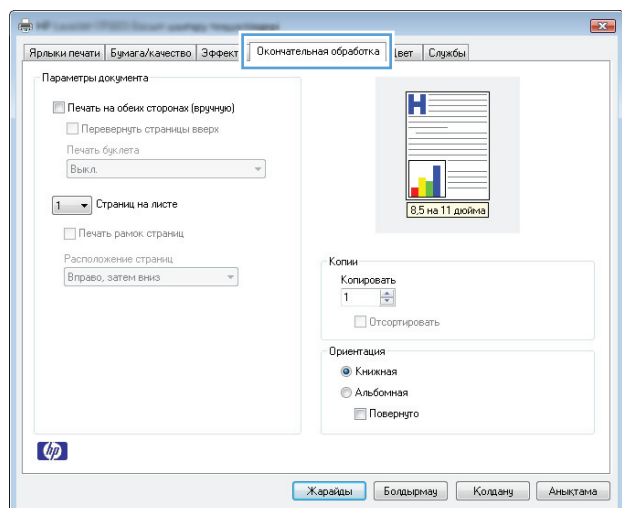 Ярлыки печати
Бумага/качество
Эффект
Окончательная обработка
Цвет
Службы
Параметры документа
Печать на обеих сторонах (вручную)
Перевернуть страницы вверх
Печать буклета
Выкл.
1
Страниц на листе
Печать рамок страниц
Расположение страниц
Вправо, затем вниз
H
8,5 на 11 дюйма
Копии
Копировать
1
Отсортировать
Ориентация
Книжная
Альбомная
Повернуто
hp
Жарайды
Болдырмау
Қолдану
Анықтама